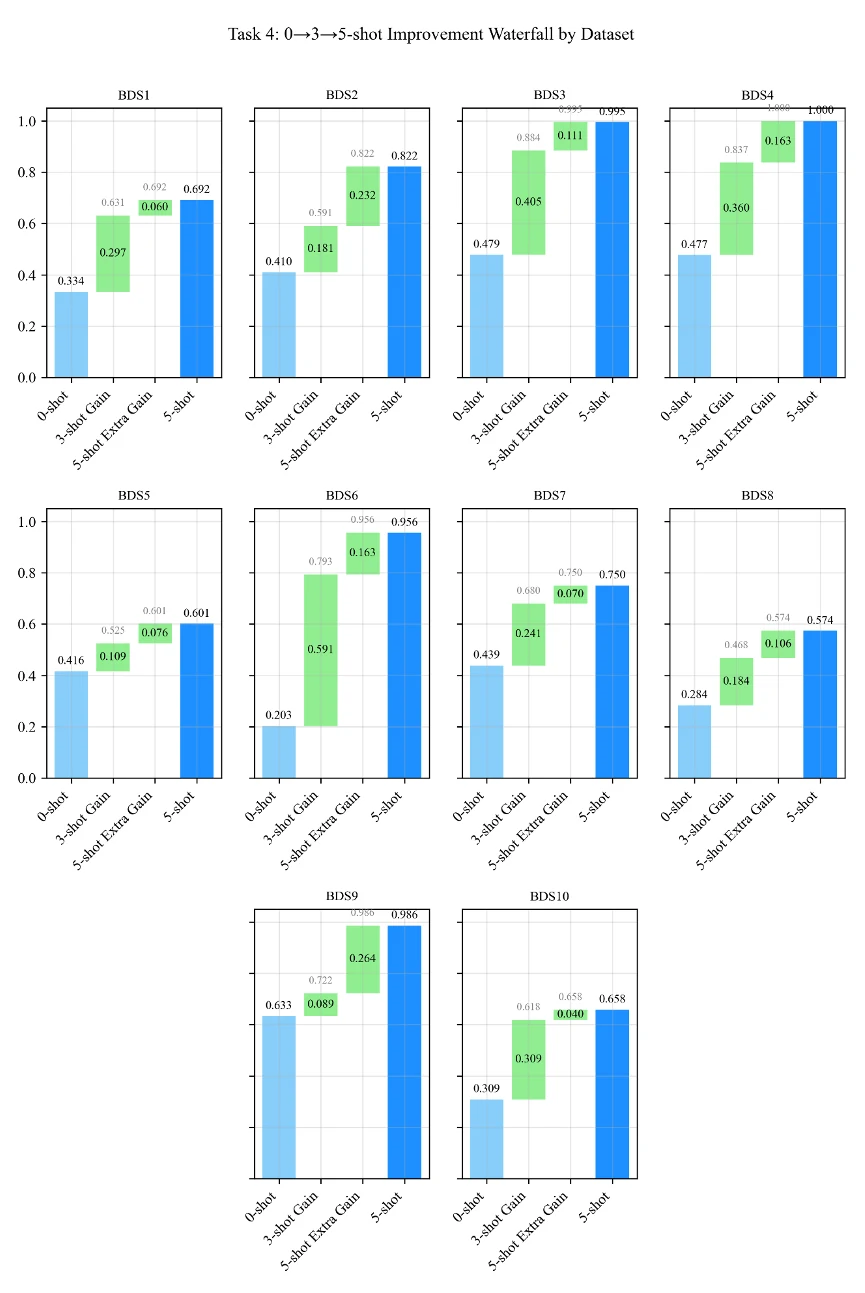 Task 4: 0→3→5-shot Improvement Waterfall by Dataset
BDS1
1.0
0.8
0.6
0.4
0.2
0.0
0.334
0.631
0.297
0.692
0.060
0.692
0-shot
3-shot Gain
5-shot Extra Gain
5-shot
BDS2
0.410
0.591
0.181
0.822
0.232
0.822
0-shot
3-shot Gain
5-shot Extra Gain
5-shot
BDS3
0.479
0.884
0.405
0.995
0.111
0.995
0-shot
3-shot Gain
5-shot Extra Gain
5-shot
BDS4
0.477
0.837
0.360
1.000
0.163
1.000
0-shot
3-shot Gain
5-shot Extra Gain
5-shot
BDS5
1.0
0.8
0.6
0.4
0.2
0.0
0.416
0.525
0.109
0.601
0.076
0.601
0-shot
3-shot Gain
5-shot Extra Gain
5-shot
BDS6
0.203
0.793
0.591
0.956
0.163
0.956
0-shot
3-shot Gain
5-shot Extra Gain
5-shot
BDS7
0.439
0.680
0.241
0.750
0.070
0.750
0-shot
3-shot Gain
5-shot Extra Gain
5-shot
BDS8
0.284
0.468
0.184
0.574
0.106
0.574
0-shot
3-shot Gain
5-shot Extra Gain
5-shot
BDS9
0.633
0.722
0.089
0.986
0.264
0.986
0-shot
3-shot Gain
5-shot Extra Gain
5-shot
BDS10
0.309
0.618
0.309
0.658
0.040
0.658
0-shot
3-shot Gain
5-shot Extra Gain
5-shot